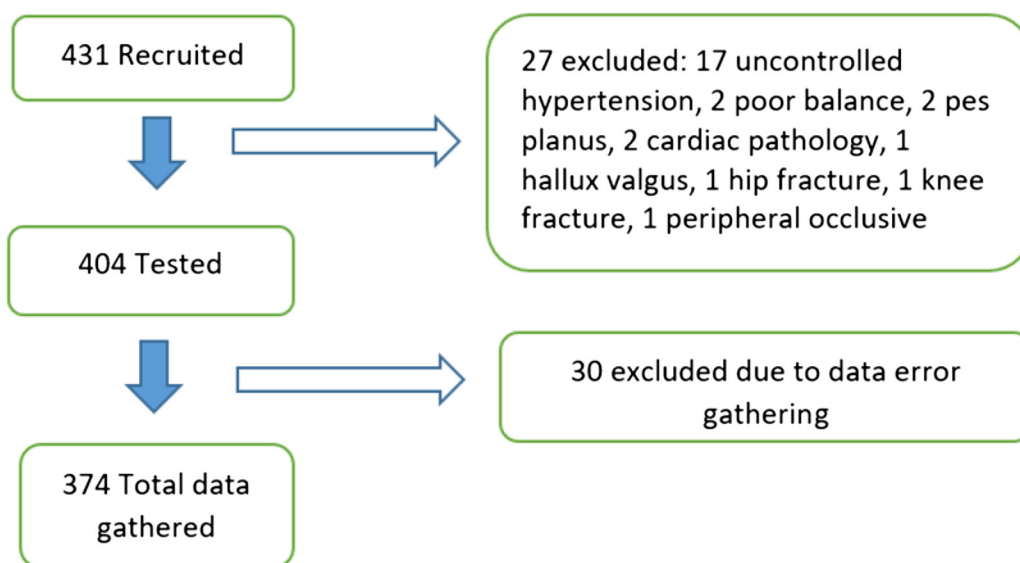 431 Recruited
27 excluded: 17 uncontrolled
hypertension, 2 poor balance, 2 pes
planus, 2 cardiac pathology, 1
hallux valgus, 1 hip fracture, 1 knee
fracture, 1 peripheral occlusive
404 Tested
30 excluded due to data error
gathering
374 Total data
gathered